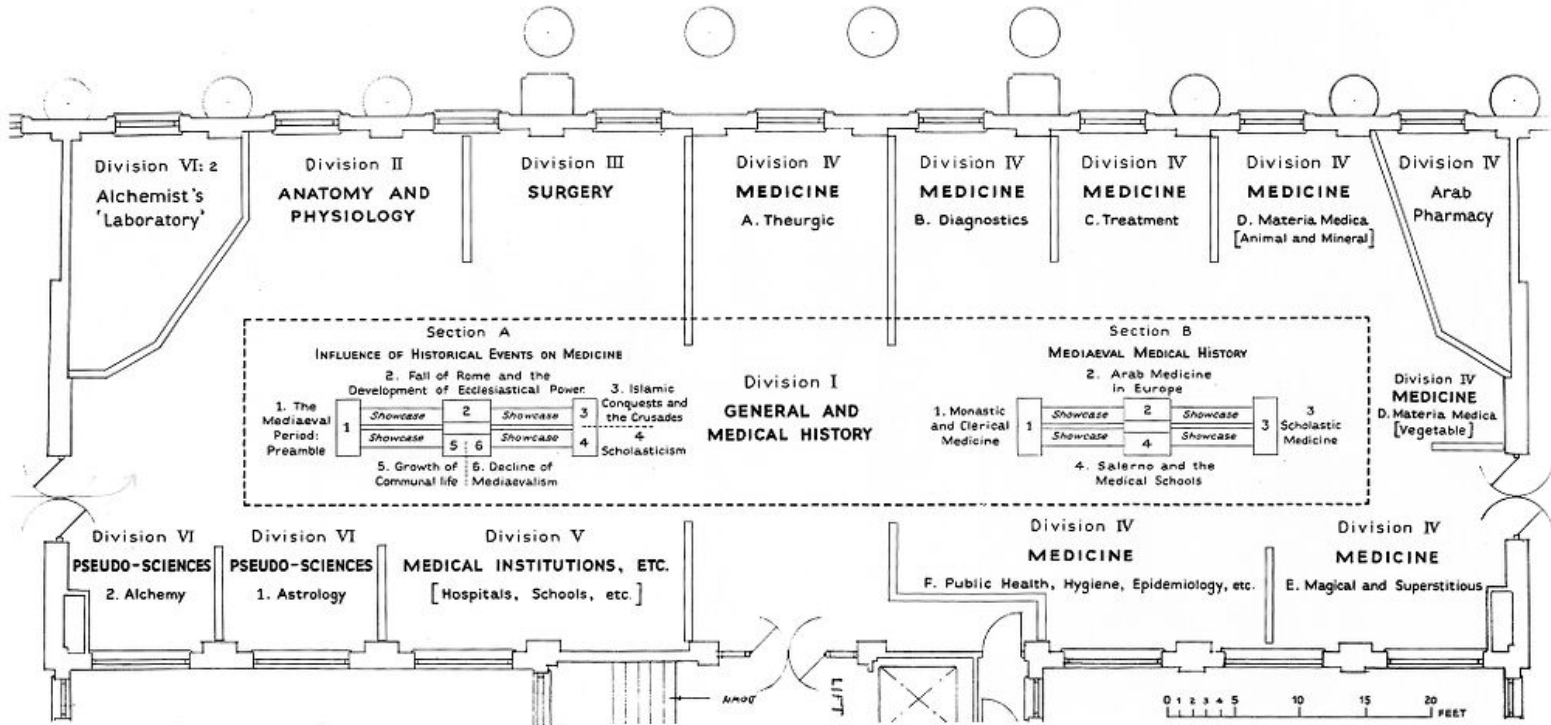 Division VI: 2
Alchemist's
'Laboratory'
Division II
ANATOMY AND
PHYSIOLOGY
Division III
SURGERY
Division IV
MEDICINE
A. Theurgic
Division IV
MEDICINE
B. Diagnostics
Division IV
MEDICINE
C. Treatment
Division IV
MEDICINE
D. Materia Medica
[Animal and Mineral]
Division IV
Arab
Pharmacy
Section A
INFLUENCE OF HISTORICAL EVENTS ON MEDICINE
2. Fall of Rome and the
Development of Ecclesiastical Power.
1. The
Mediaeval
Period:
Preamble
1
Showcase
Showcase
2
5
6
Showcase
Showcase
3
4
3. Islamic
Conquests and
the Crusades
4
Scholasticism
5. Growth of
Communal life
6. Decline of
Mediaevalism
Division I
GENERAL AND
MEDICAL HISTORY
Section B
MEDIAEVAL MEDICAL HISTORY
2. Arab Medicine
in Europe
1. Monastic
and Clerical
Medicine
1
Showcase
Showcase
2
4
Showcase
Showcase
3
3
Scholastic
Medicine
4. Salerno and the
Medical Schools
Division IV
MEDICINE
D. Materia Medica
[Vegetable]
Division VI
PSEUDO-SCIENCES
2. Alchemy
Division VI
PSEUDO-SCIENCES
1. Astrology
Division V
MEDICAL INSTITUTIONS, ETC.
[Hospitals, Schools, etc.]
Division IV
MEDICINE
F. Public Health, Hygiene, Epidemiology, etc.
Division IV
MEDICINE
E. Magical and Superstitious
DOWN
LIFT
0 1 2 3 4 5 10 15 20
FEET